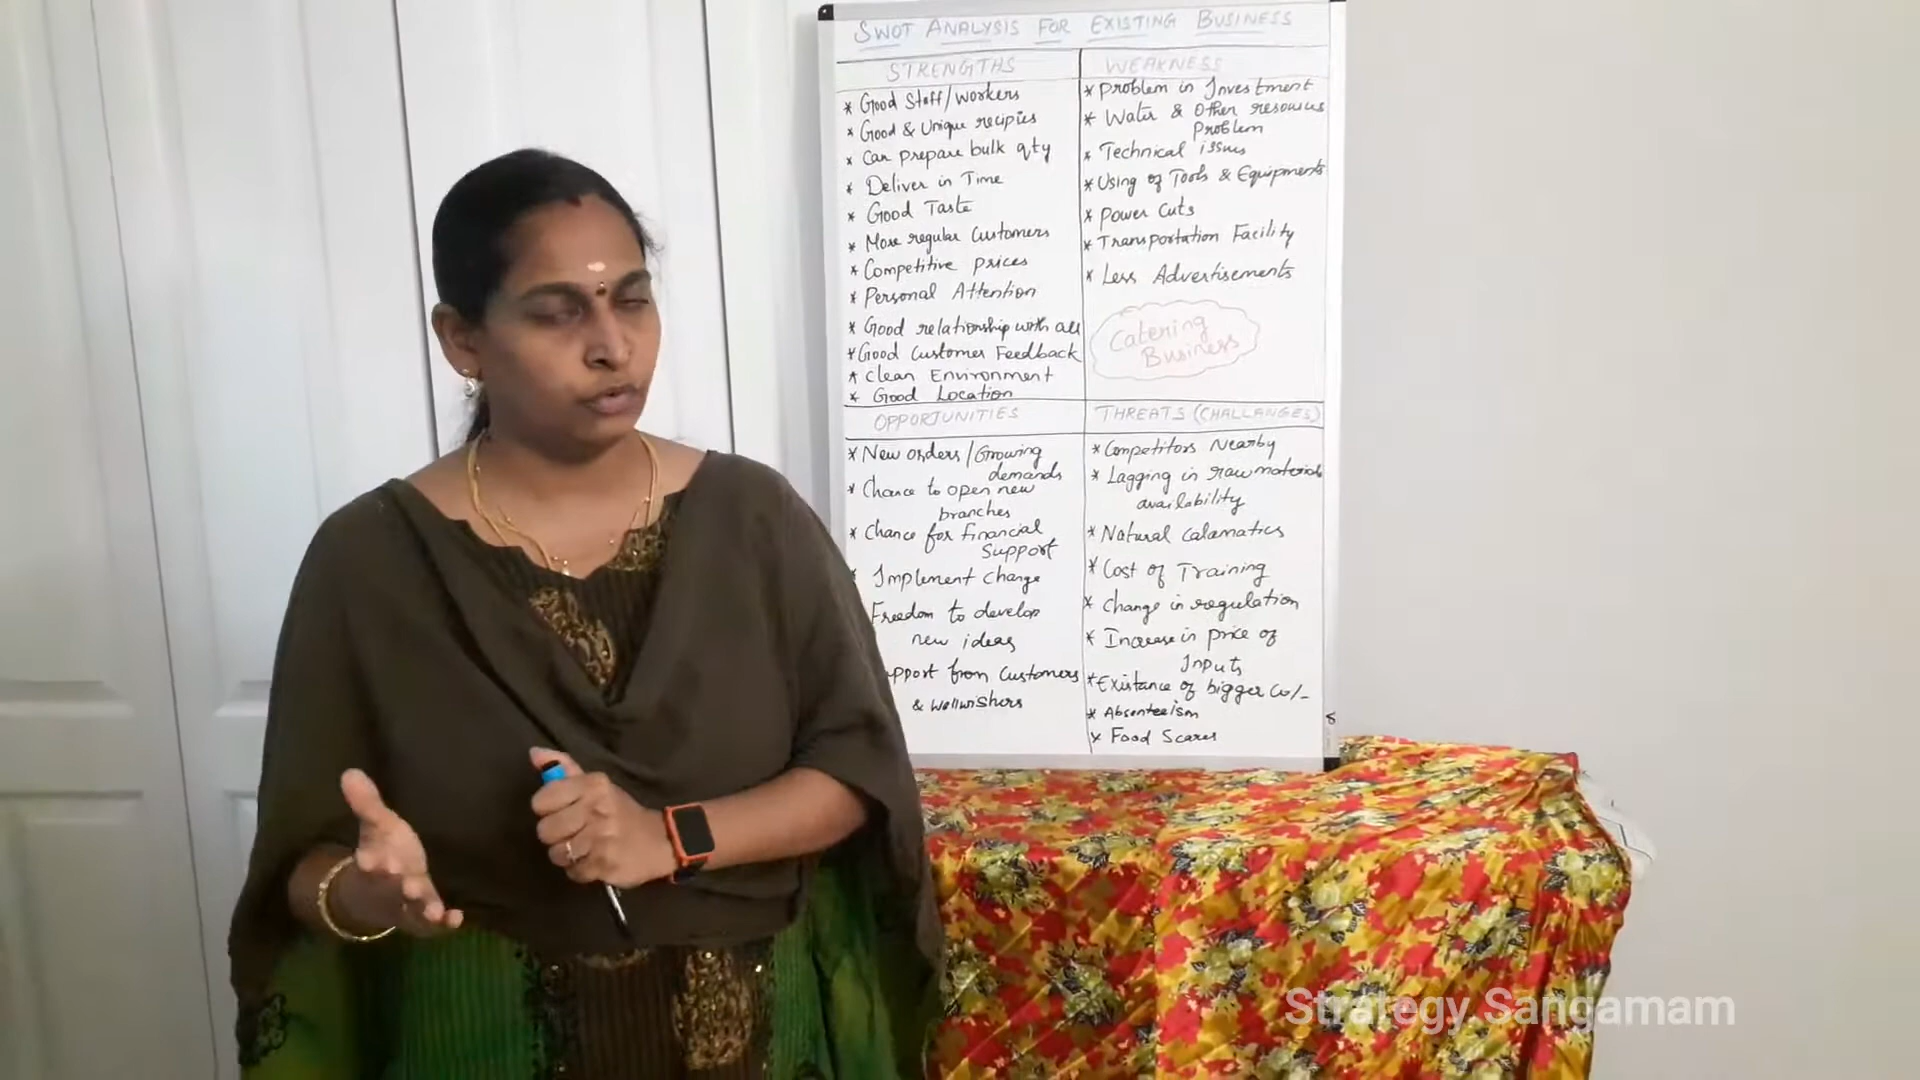 SWOT ANALYSIS FOR EXISTING BUSINESS
STRENGTHS
* Good Staff/workers
* Good & Unique recipies
* Can prepare bulk qty
* Deliver in Time
* Good Taste
* More regular Customers
* Competitive prices
* Personal Attention
* Good relationship with all
* Good Customer Feedback
* Clean Environment
* Good Location
WEAKNESS
* Problem in Investment
* Water & Other resources
Problem
* Technical issues
* Using of Tools & Equipments
* Power Cuts
* Transportation Facility
* Less Advertisements
Catering
Business
OPPORTUNITIES
* New orders/Growing
demands
* Chance to open new
branches
* Chance for Financial
Support
* Implement change
Freedom to develop
new ideas
pport from Customers
& Wellwishers
THREATS (CHALLANGES)
* Competitors Nearby
* Lagging in raw materials
availability
* Natural Calamatics
* Cost of Training
* Change in regulation
* Increase in price of
Inputs
* Existance of bigger Co/-
* Absenteeism
* Food Scares
8
Strategy Sangamam